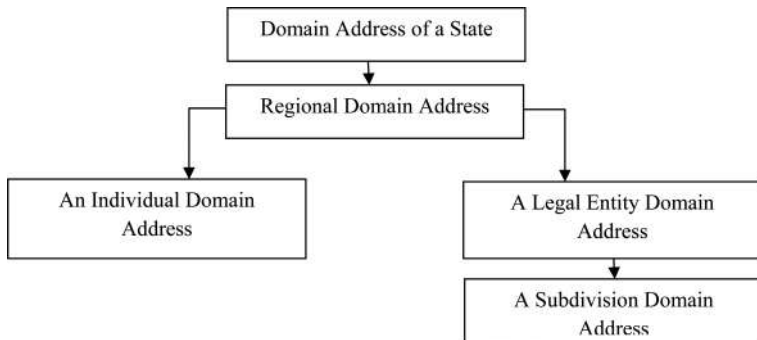 Domain Address of a State
Regional Domain Address
An Individual Domain
Address
A Legal Entity Domain
Address
A Subdivision Domain
Address